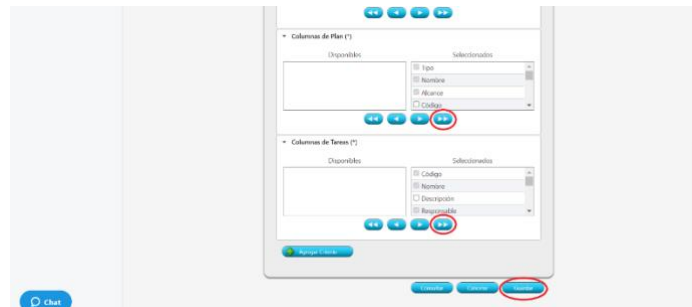 Columnas de Plan (*)
Disponibles Seleccionados
Tipo
Nombre
Alcance
Código
Columnas de Tareas (*)
Disponibles Seleccionados
Código
Nombre
Descripción
Responsable
Agregar Criterio
Consultar Cancelar Guardar
Chat